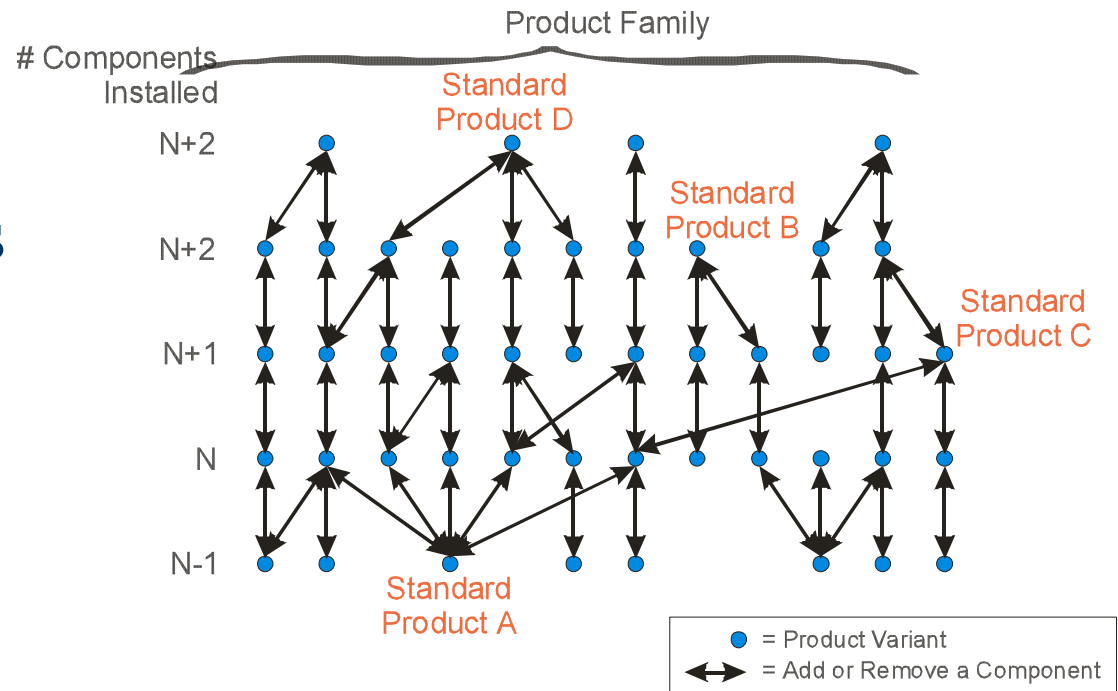 Product Family
# Components
Installed
Standard
Product D
N+2
Standard
Product B
N+2
Standard
Product C
N+1
N
N-1
Standard
Product A
= Product Variant
= Add or Remove a Component